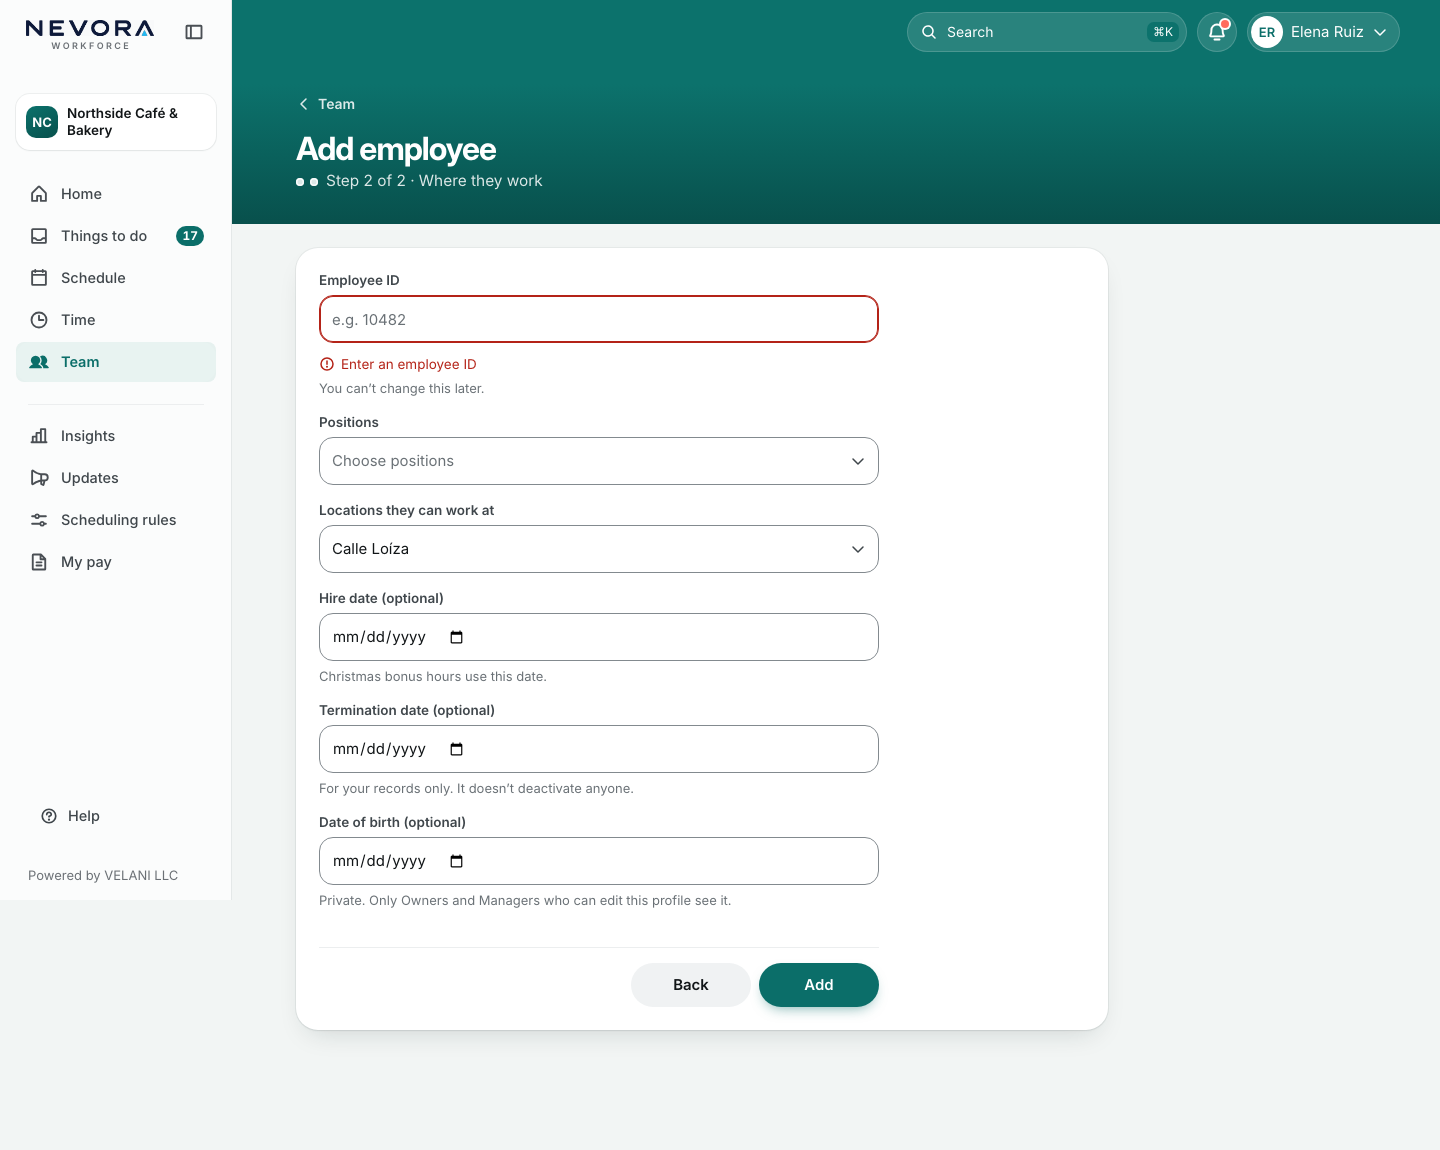 NEVORA
WORKFORCE
Search
⌘K
ER
Elena Ruiz
NC
Northside Café &
Bakery
Home
Things to do
17
Schedule
Time
Team
Insights
Updates
Scheduling rules
My pay
Help
Powered by VELANI LLC
Team
Add employee
Step 2 of 2 · Where they work
Employee ID
e.g. 10482
Enter an employee ID
You can’t change this later.
Positions
Choose positions
Locations they can work at
Calle Loíza
Hire date (optional)
mm/dd/yyyy
Christmas bonus hours use this date.
Termination date (optional)
mm/dd/yyyy
For your records only. It doesn’t deactivate anyone.
Date of birth (optional)
mm/dd/yyyy
Private. Only Owners and Managers who can edit this profile see it.
Back
Add